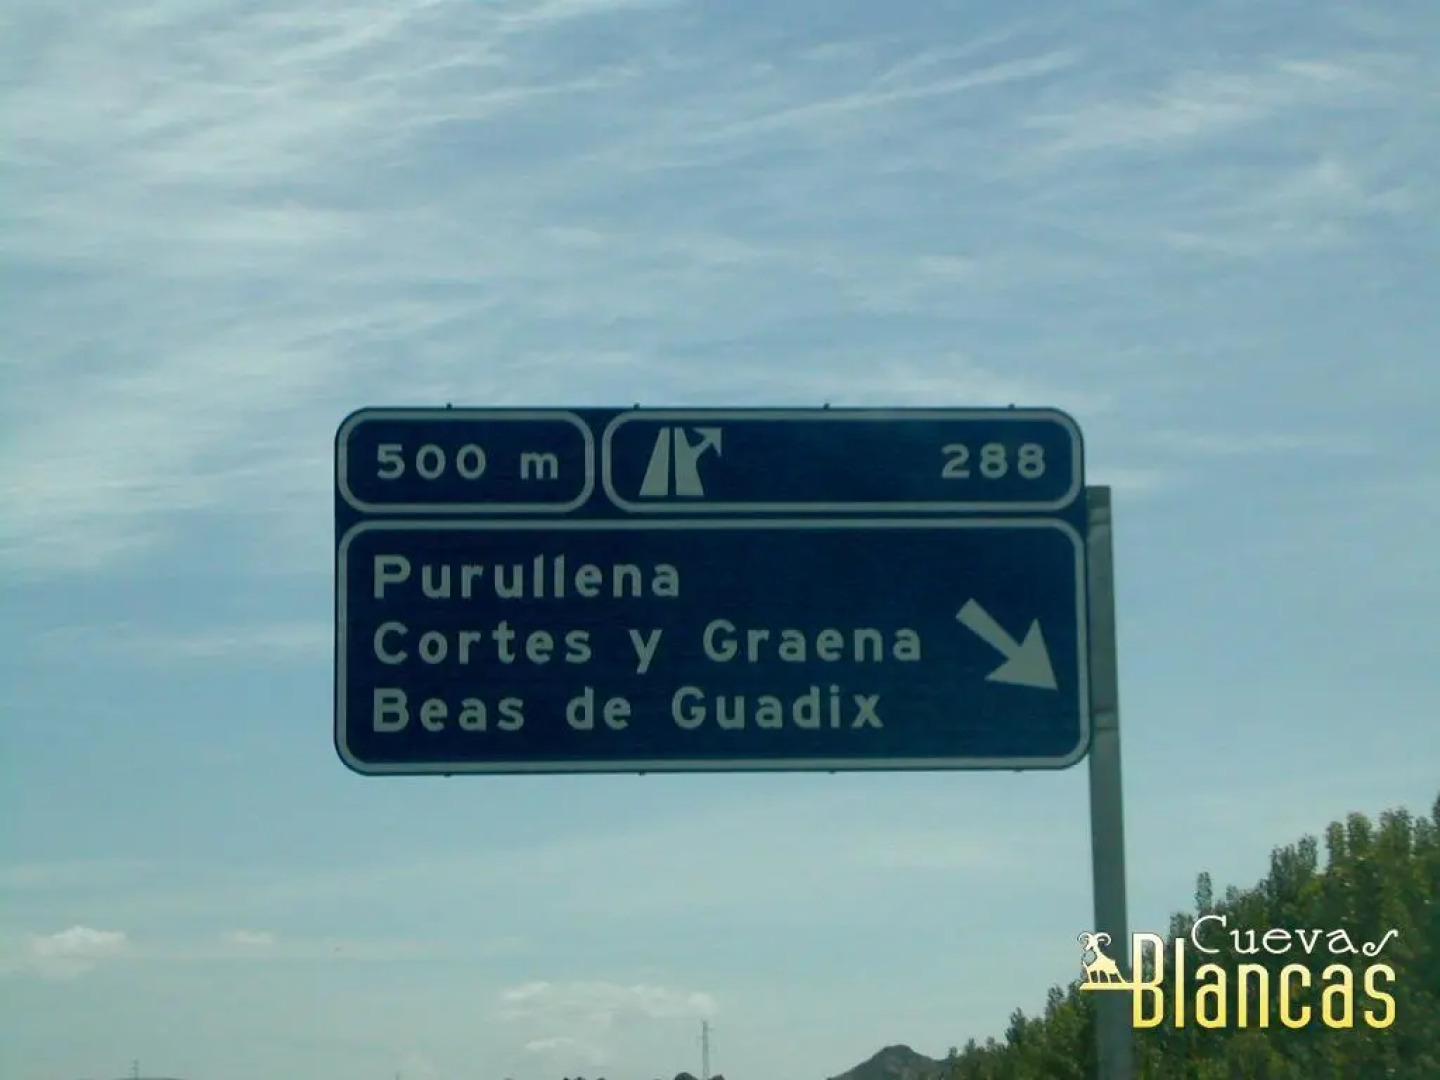 500 m 288
Purullena
Cortes y Graena
Beas de Guadix
Cuevas
Blancas